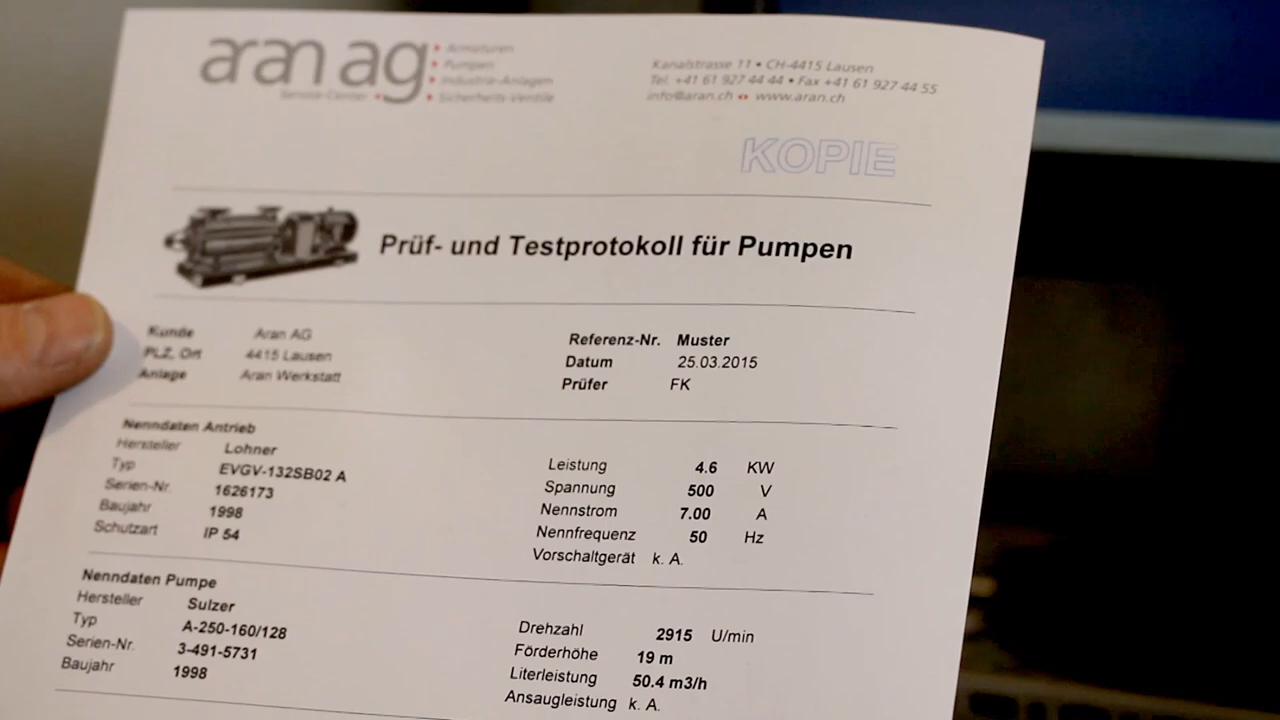 aran ag
Service-Center
Armaturen
Pumpen
Industrie-Anlagen
Sicherheits-Ventile
Kanalstrasse 11 • CH-4415 Lausen
Tel. +41 61 927 44 44 • Fax +41 61 927 44 55
info@aran.ch www.aran.ch
KOPIE
Prüf- und Testprotokoll für Pumpen
Kunde Aran AG
PLZ, Ort 4415 Lausen
Anlage Aran Werkstatt
Referenz-Nr. Muster
Datum 25.03.2015
Prüfer FK
Nenndaten Antrieb
Hersteller Lohner
Typ EVGV-132SB02 A
Serien-Nr. 1626173
Baujahr 1998
Schutzart IP 54
Leistung 4.6 KW
Spannung 500 V
Nennstrom 7.00 A
Nennfrequenz 50 Hz
Vorschaltgerät k. A.
Nenndaten Pumpe
Hersteller Sulzer
Typ A-250-160/128
Serien-Nr. 3-491-5731
Baujahr 1998
Drehzahl 2915 U/min
Förderhöhe 19 m
Literleistung 50.4 m3/h
Ansaugleistung k. A.